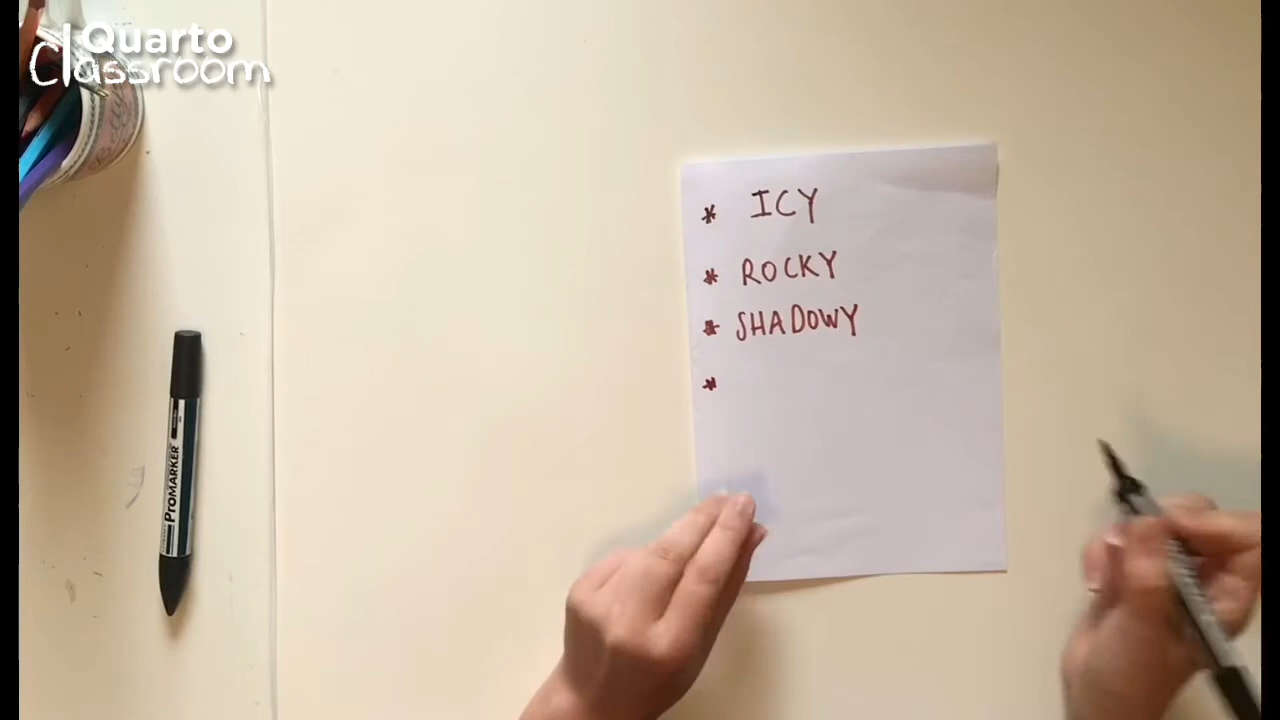 Quarto
Classroom
* ICY
* ROCKY
* SHADOWY
*
PROMARKER